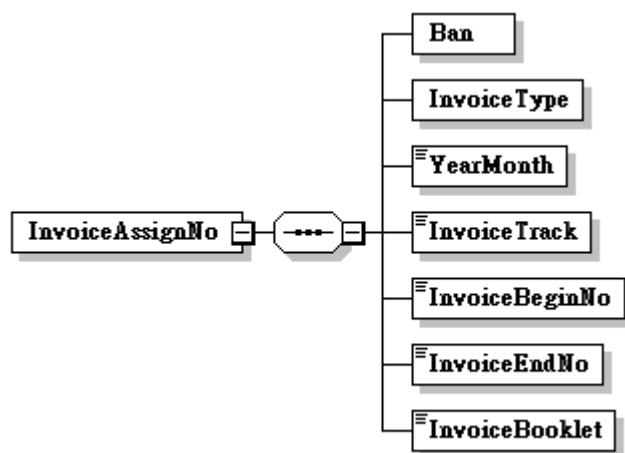 Ban
InvoiceType
YearMonth
InvoiceAssignNo
InvoiceTrack
InvoiceBeginNo
InvoiceEndNo
InvoiceBooklet